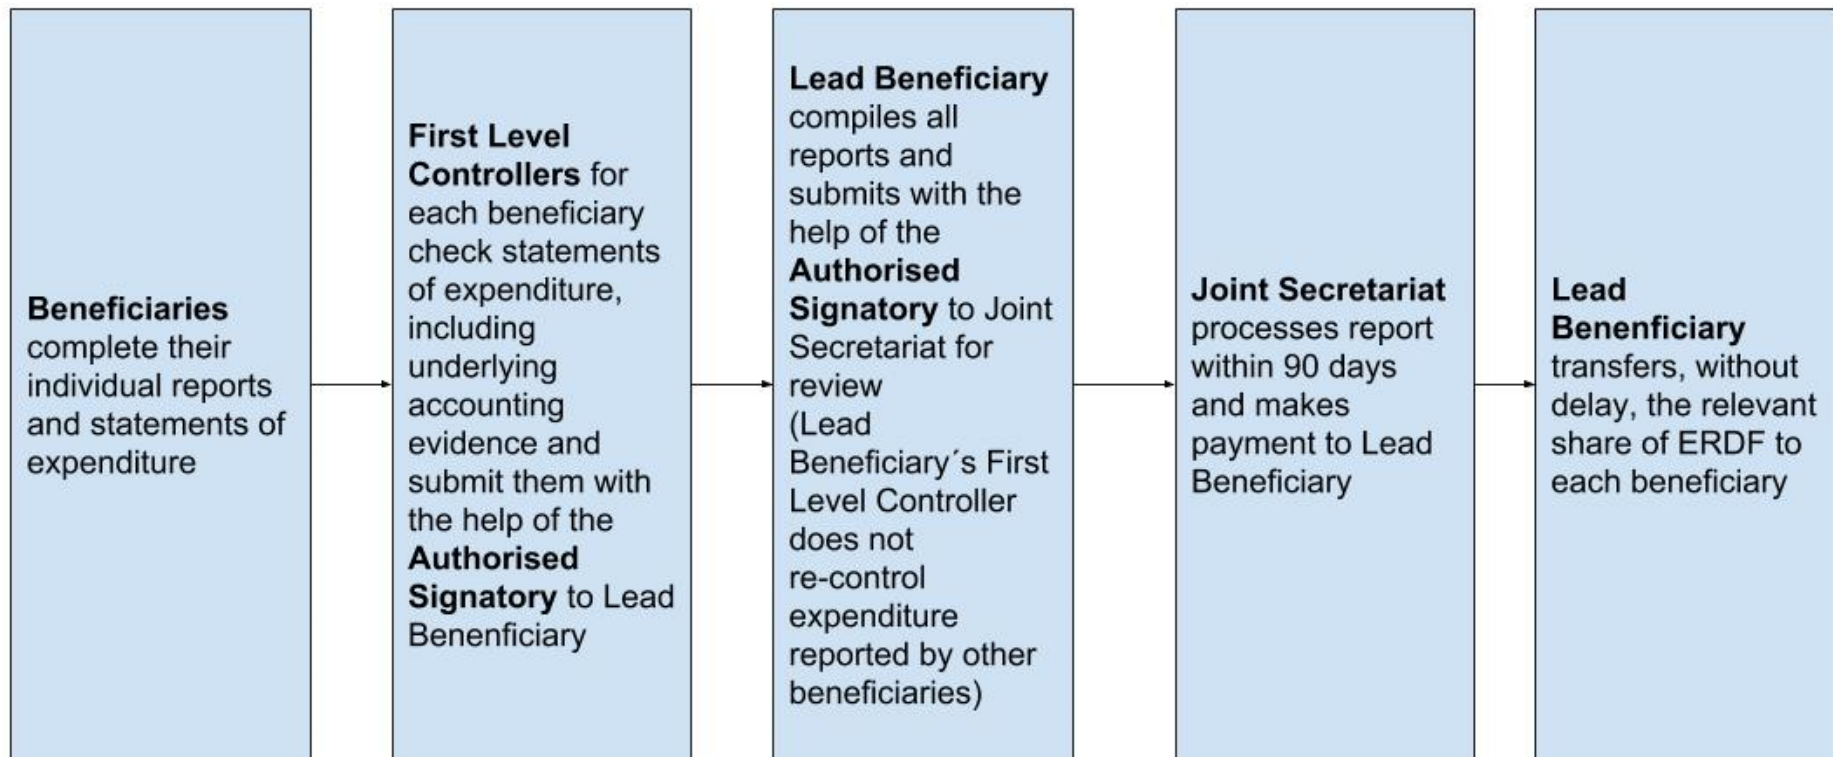 Beneficiaries
complete their
individual reports
and statements of
expenditure
First Level
Controllers for
each beneficiary
check statements
of expenditure,
including
underlying
accounting
evidence and
submit them with
the help of the
Authorised
Signatory to Lead
Benenficiary
Lead Beneficiary
compiles all
reports and
submits with the
help of the
Authorised
Signatory to Joint
Secretariat for
review
(Lead
Beneficiary´s First
Level Controller
does not
re-control
expenditure
reported by other
beneficiaries)
Joint Secretariat
processes report
within 90 days
and makes
payment to Lead
Beneficiary
Lead
Benenficiary
transfers, without
delay, the relevant
share of ERDF to
each beneficiary